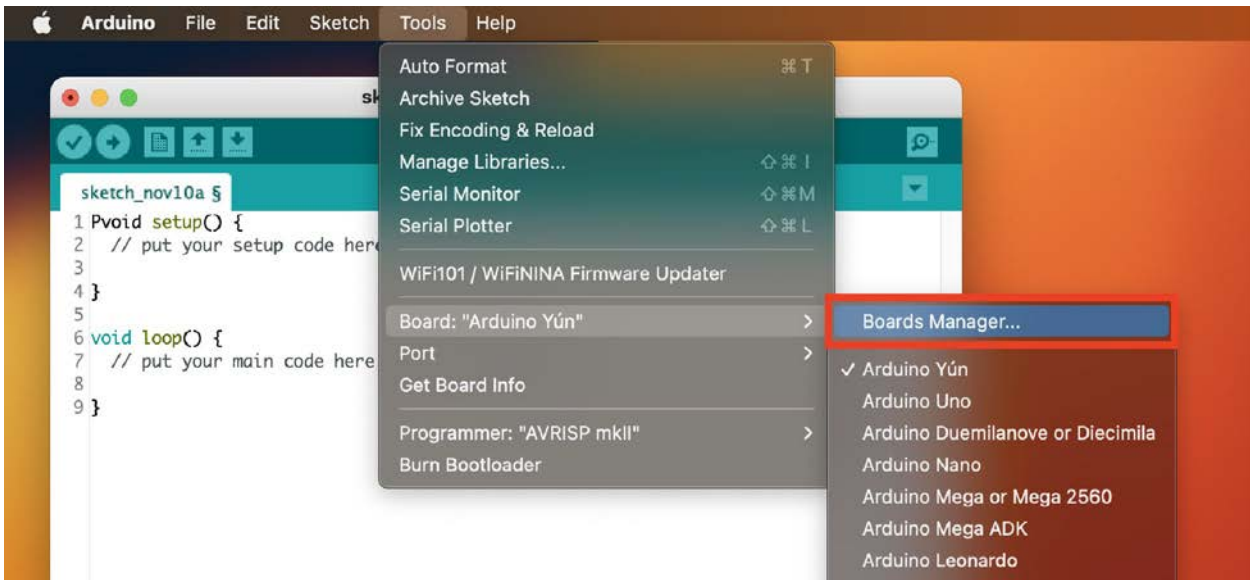 Arduino File Edit Sketch Tools Help
Auto Format ⌘ T
Archive Sketch
Fix Encoding & Reload
Manage Libraries... ⇧ ⌘ I
Serial Monitor ⇧ ⌘ M
Serial Plotter ⇧ ⌘ L
WiFi101 / WiFiNINA Firmware Updater
Board: "Arduino Yún" >
Port >
Get Board Info
Programmer: "AVRISP mkII" >
Burn Bootloader
Boards Manager...
✓ Arduino Yún
Arduino Uno
Arduino Duemilanove or Diecimila
Arduino Nano
Arduino Mega or Mega 2560
Arduino Mega ADK
Arduino Leonardo
sk
sketch_nov10a §
1 Pvoid setup() {
2 // put your setup code here
3
4 }
5
6 void loop() {
7 // put your main code here
8
9 }